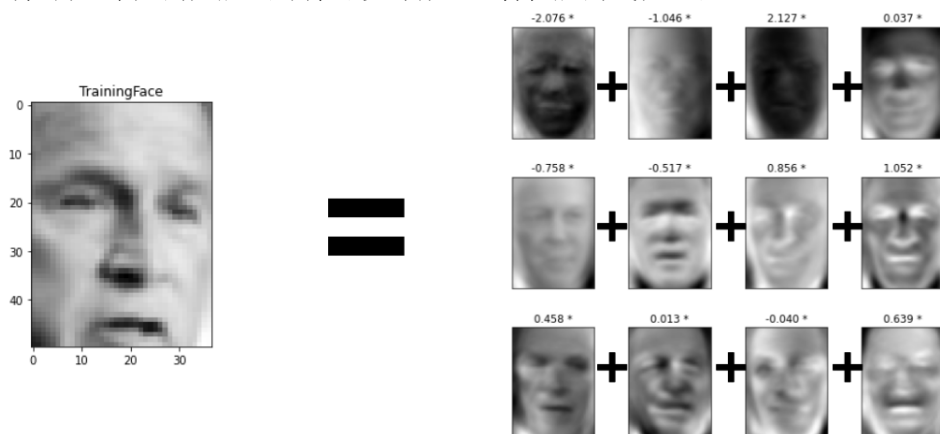 -2.076 * -1.046 * 2.127 * 0.037 *
+ + +
TrainingFace
0
10
20
30
40
0 10 20 30
=
-0.758 * -0.517 * 0.856 * 1.052 *
+ + +
0.458 * 0.013 * -0.040 * 0.639 *
+ + +